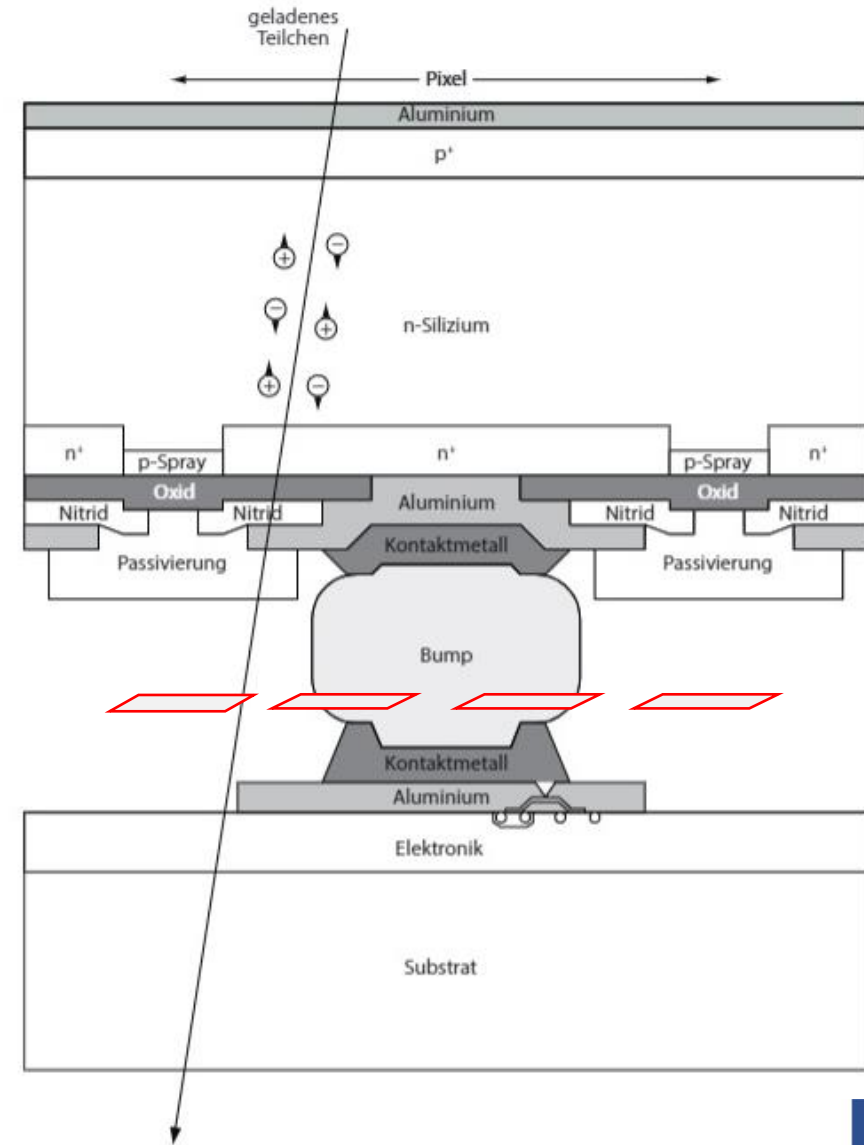 geladenes
Teilchen
Pixel
Aluminium
p⁺
+ −
− +
+ −
n-Silizium
n⁺ p-Spray n⁺ p-Spray n⁺
Oxid Oxid
Nitrid Nitrid Aluminium Nitrid Nitrid
Passivierung Kontaktmetall Passivierung
Bump
Kontaktmetall
Aluminium
Elektronik
Substrat